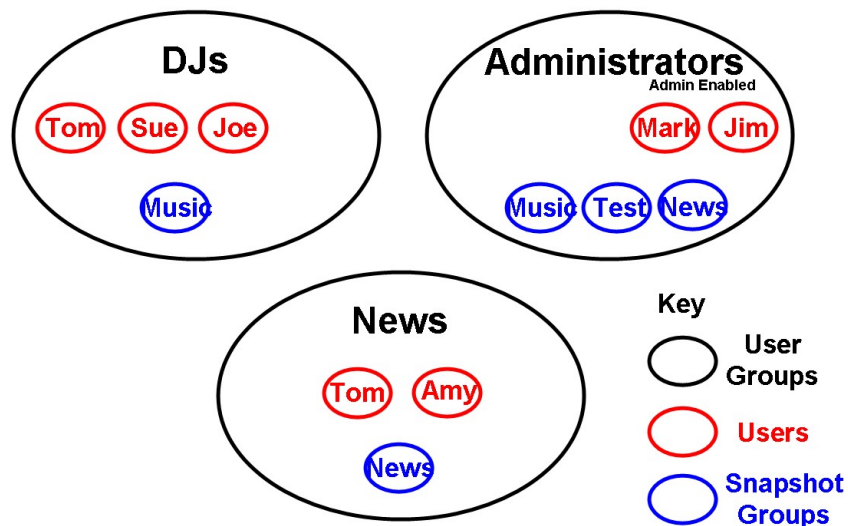 DJs
Tom Sue Joe
Music
Administrators
Admin Enabled
Mark Jim
Music Test News
News
Tom Amy
News
Key
User
Groups
Users
Snapshot
Groups